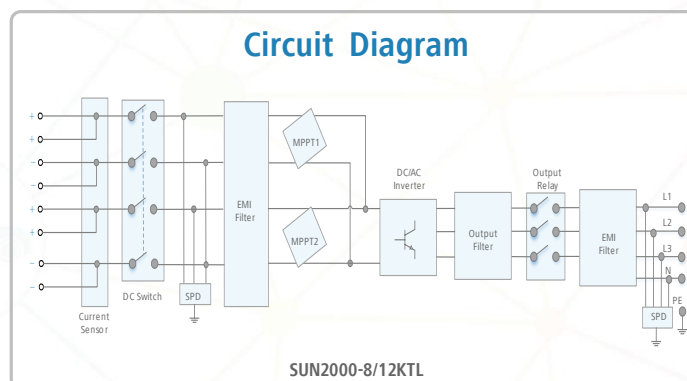 Circuit Diagram
+
+
−
−
+
+
−
−
Current
Sensor
DC Switch
SPD
EMI
Filter
MPPT1
MPPT2
DC/AC
Inverter
Output
Filter
Output
Relay
EMI
Filter
L1
L2
L3
N
PE
SPD
SUN2000-8/12KTL